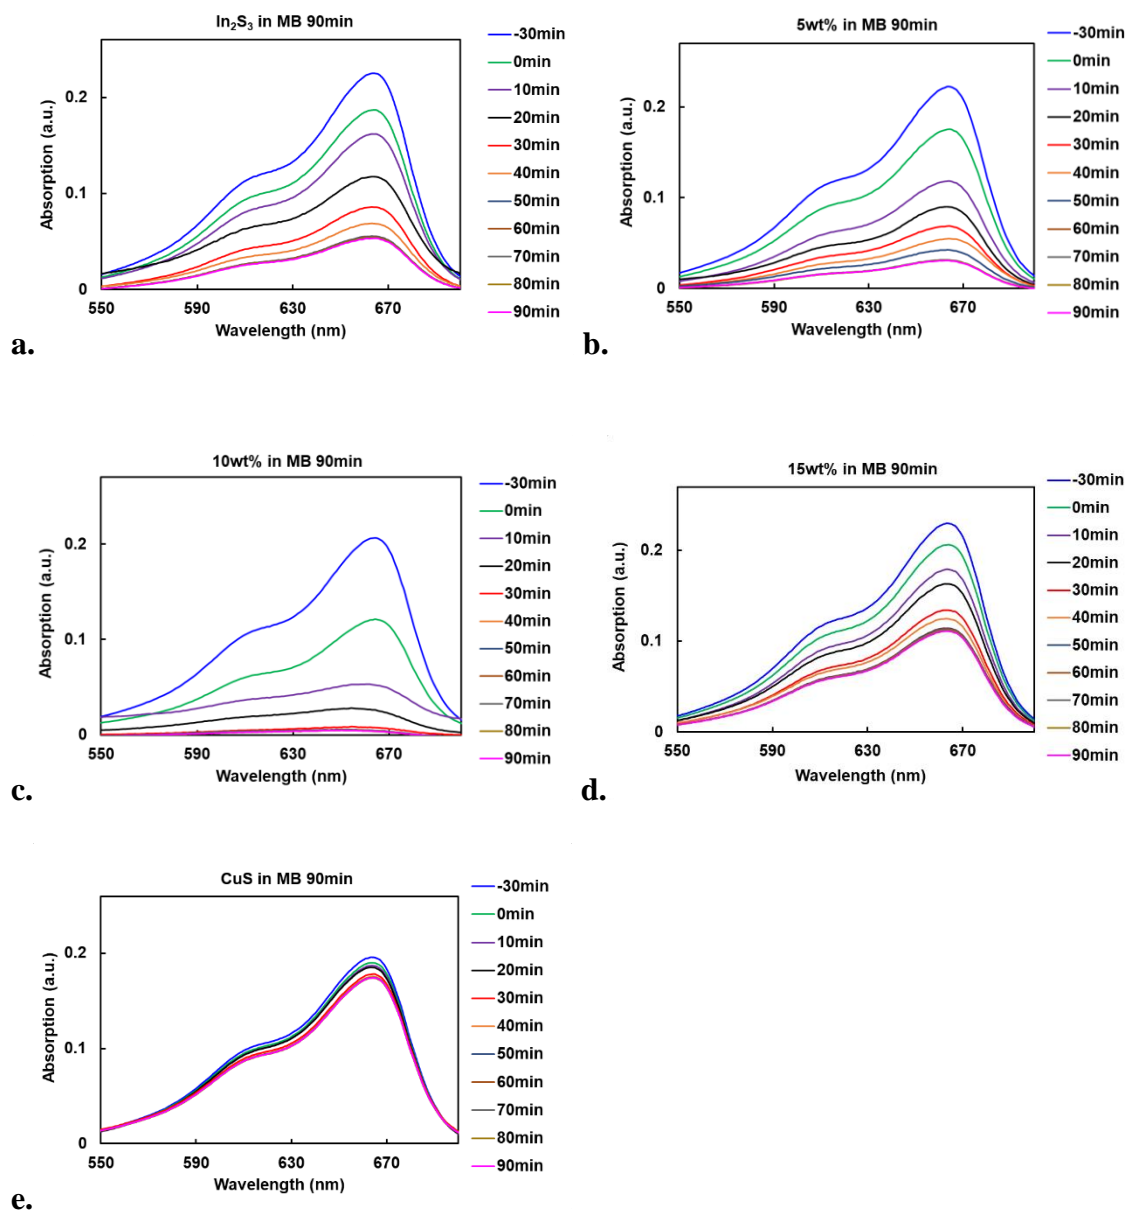 In₂S₃ in MB 90min
Absorption (a.u.)
0.2
0.1
0
550 590 630 670
Wavelength (nm)
-30min
0min
10min
20min
30min
40min
50min
60min
70min
80min
90min
a.
5wt% in MB 90min
Absorption (a.u.)
0.2
0.1
0
550 590 630 670
Wavelength (nm)
-30min
0min
10min
20min
30min
40min
50min
60min
70min
80min
90min
b.
10wt% in MB 90min
Absorption (a.u.)
0.2
0.1
0
550 590 630 670
Wavelength (nm)
-30min
0min
10min
20min
30min
40min
50min
60min
70min
80min
90min
c.
15wt% in MB 90min
Absorption (a.u.)
0.2
0.1
0
550 590 630 670
Wavelength (nm)
-30min
0min
10min
20min
30min
40min
50min
60min
70min
80min
90min
d.
CuS in MB 90min
Absorption (a.u.)
0.2
0.1
0
550 590 630 670
Wavelength (nm)
-30min
0min
10min
20min
30min
40min
50min
60min
70min
80min
90min
e.